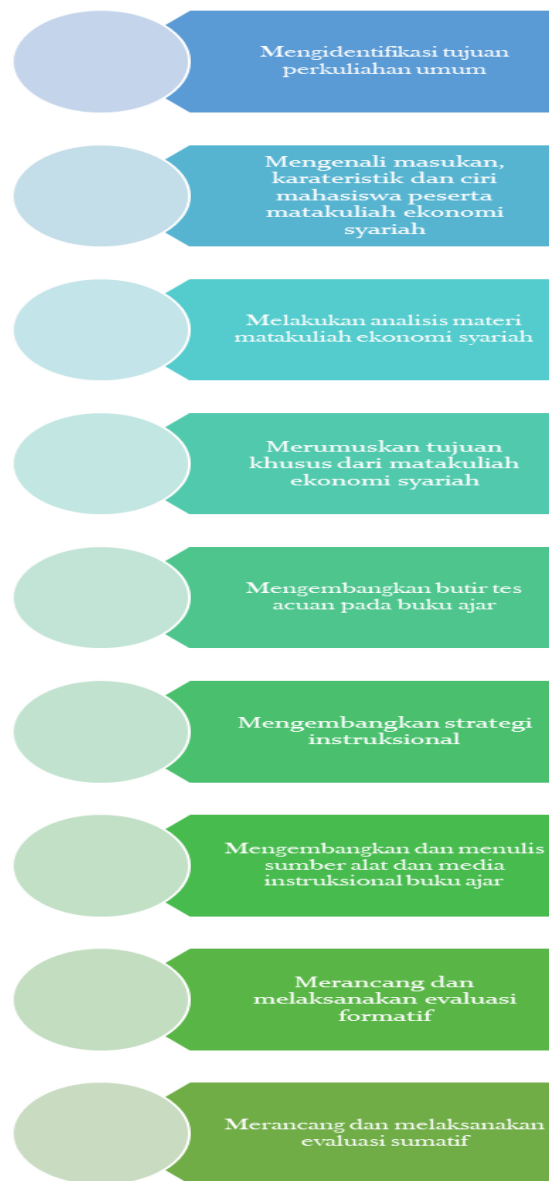 Mengidentifikasi tujuan
perkuliahan umum
Mengenali masukan,
karateristik dan ciri
mahasiswa peserta
matakuliah ekonomi
syariah
Melakukan analisis materi
matakuliah ekonomi syariah
Merumuskan tujuan
khusus dari matakuliah
ekonomi syariah
Mengembangkan butir tes
acuan pada buku ajar
Mengembangkan strategi
instruksional
Mengembangkan dan menulis
sumber alat dan media
instruksional buku ajar
Merancang dan
melaksanakan evaluasi
formatif
Merancang dan melaksanakan
evaluasi sumatif